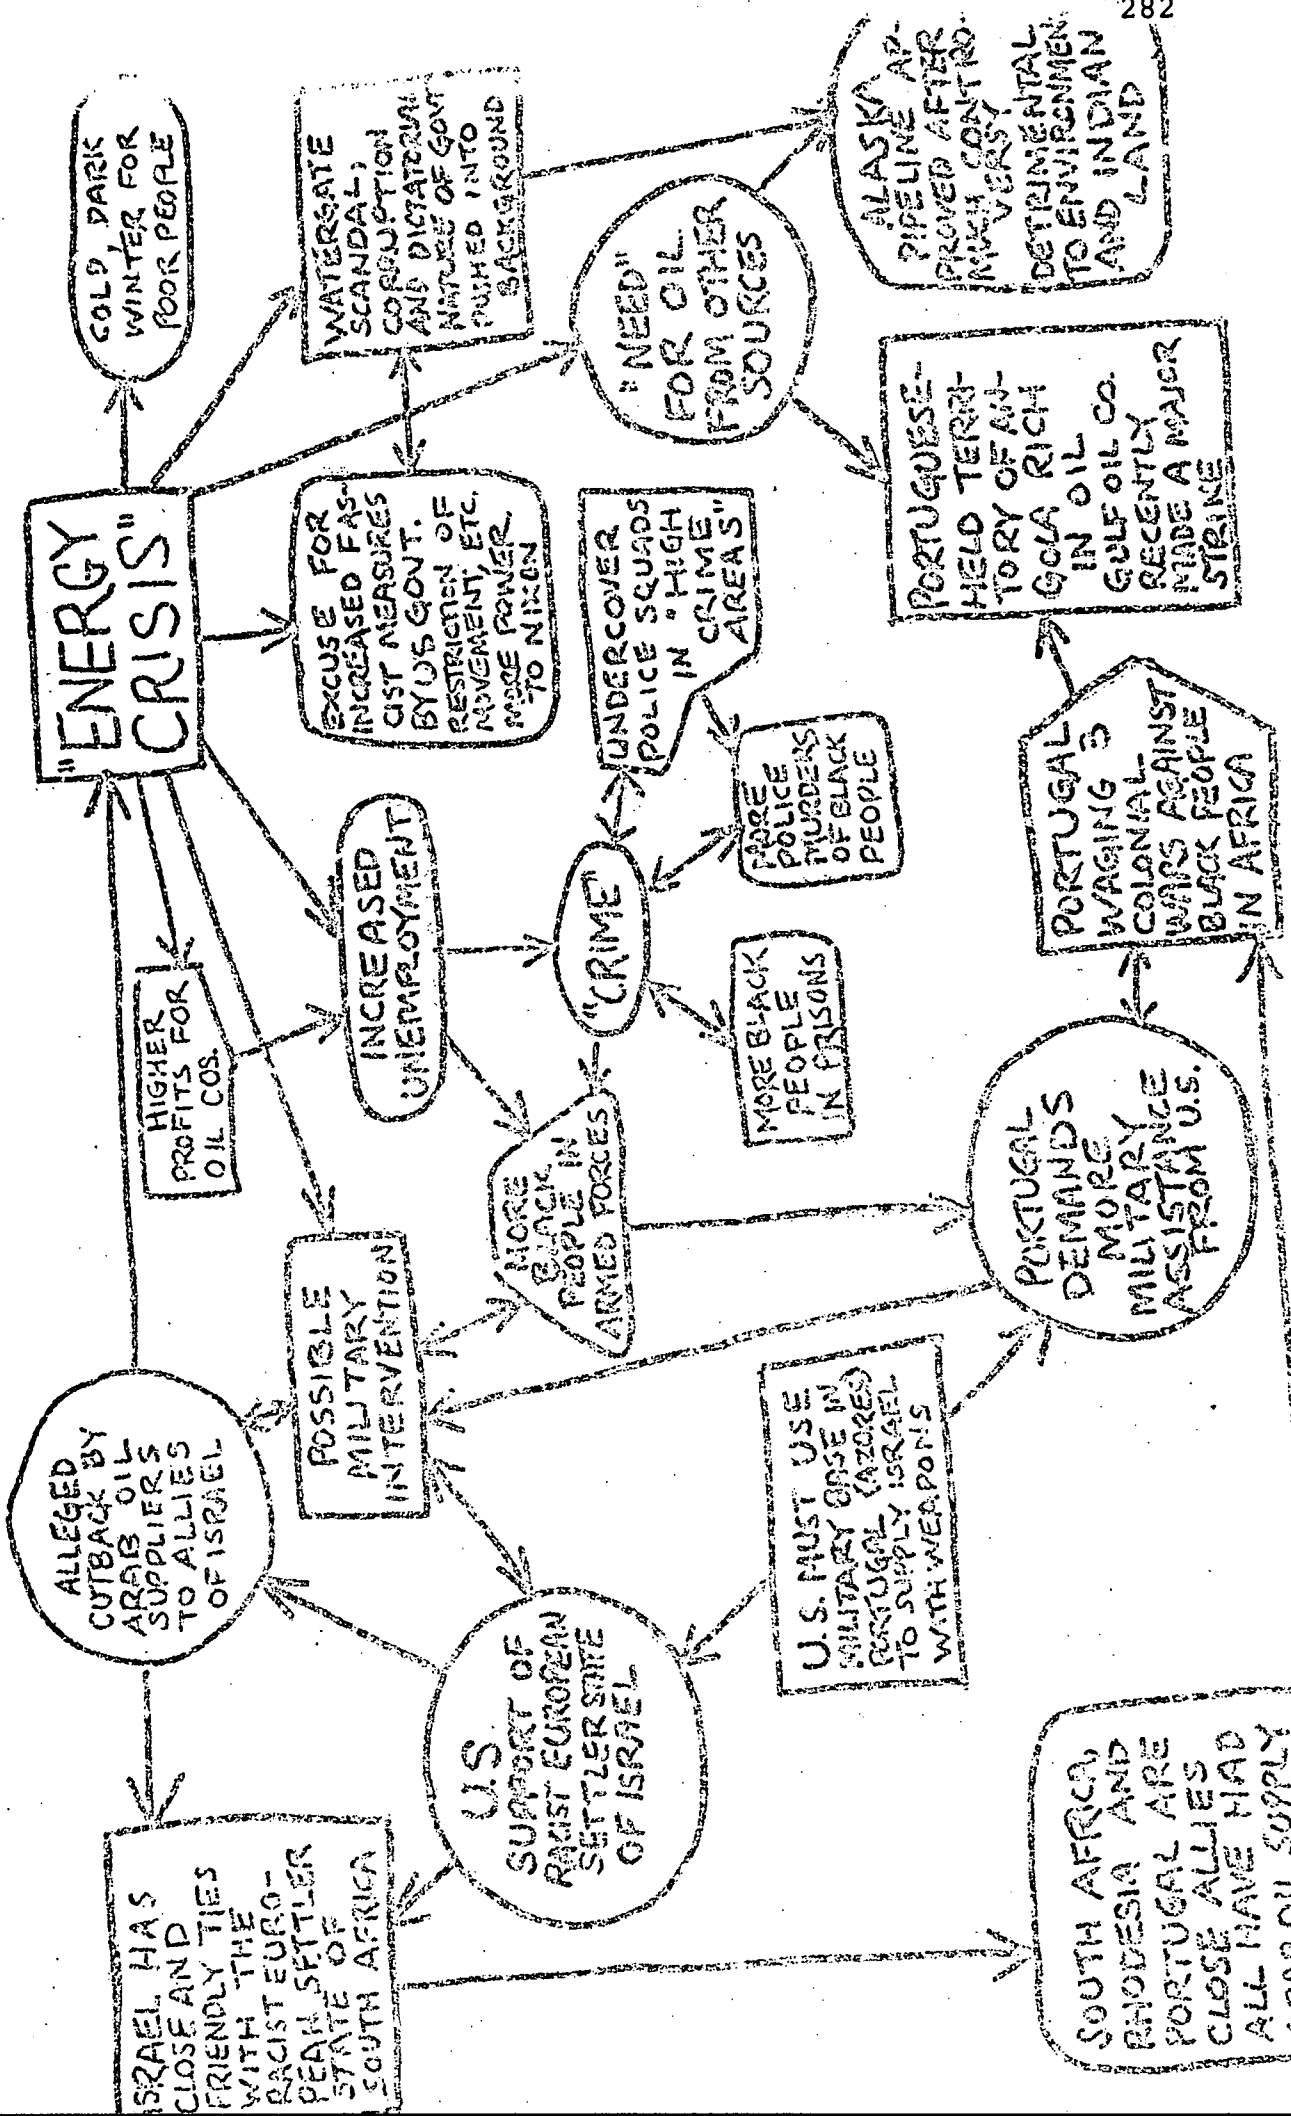 282
ISRAEL HAS
CLOSE AND
FRIENDLY TIES
WITH THE
RACIST EURO-
PEAN SETTLER
STATE OF
SOUTH AFRICA
ALLEGED
CUTBACK BY
ARAB OIL
SUPPLIERS
TO ALLIES
OF ISRAEL
"ENERGY
CRISIS"
COLD, DARK
WINTER FOR
POOR PEOPLE
HIGHER
PROFITS FOR
OIL COS.
POSSIBLE
MILITARY
INTERVENTION
INCREASED
UNEMPLOYMENT
EXCUSE FOR
INCREASED FAS-
CIST MEASURES
BY US GOVT.
RESTRICTION OF
MOVEMENT, ETC.
MORE POWER
TO NIXON
WATERGATE
SCANDAL,
CORRUPTION
AND DICTATORIAL
NATURE OF GOVT
PUSHED INTO
BACKGROUND
U.S
SUPPORT OF
RACIST EUROPEAN
SETTLER STATE
OF ISRAEL
MORE
BLACK
PEOPLE IN
ARMED FORCES
"CRIME"
UNDERCOVER
POLICE SQUADS
IN "HIGH
CRIME
AREAS"
"NEED"
FOR OIL
FROM OTHER
SOURCES
MORE BLACK
PEOPLE
IN PRISONS
MORE
POLICE
MURDERS
OF BLACK
PEOPLE
U.S. MUST USE
MILITARY BASE IN
PORTUGAL (AZORES)
TO SUPPLY ISRAEL
WITH WEAPONS
ALASKA
PIPELINE AP-
PROVED AFTER
MUCH CONTRO-
VERSY
DETRIMENTAL
TO ENVIRONMEN
AND INDIAN
LAND
PORTUGUESE-
HELD TERRI-
TORY OF AN-
GOLA RICH
IN OIL
GULF OIL CO.
RECENTLY
MADE A MAJOR
STRIKE
PORTUGAL
DEMANDS
MORE
MILITARY
ASSISTANCE
FROM U.S.
PORTUGAL
WAGING 3
COLONIAL
WARS AGAINST
BLACK PEOPLE
IN AFRICA
SOUTH AFRICA,
RHODESIA AND
PORTUGAL ARE
CLOSE ALLIES
ALL HAVE HAD
OIL SUPPLY